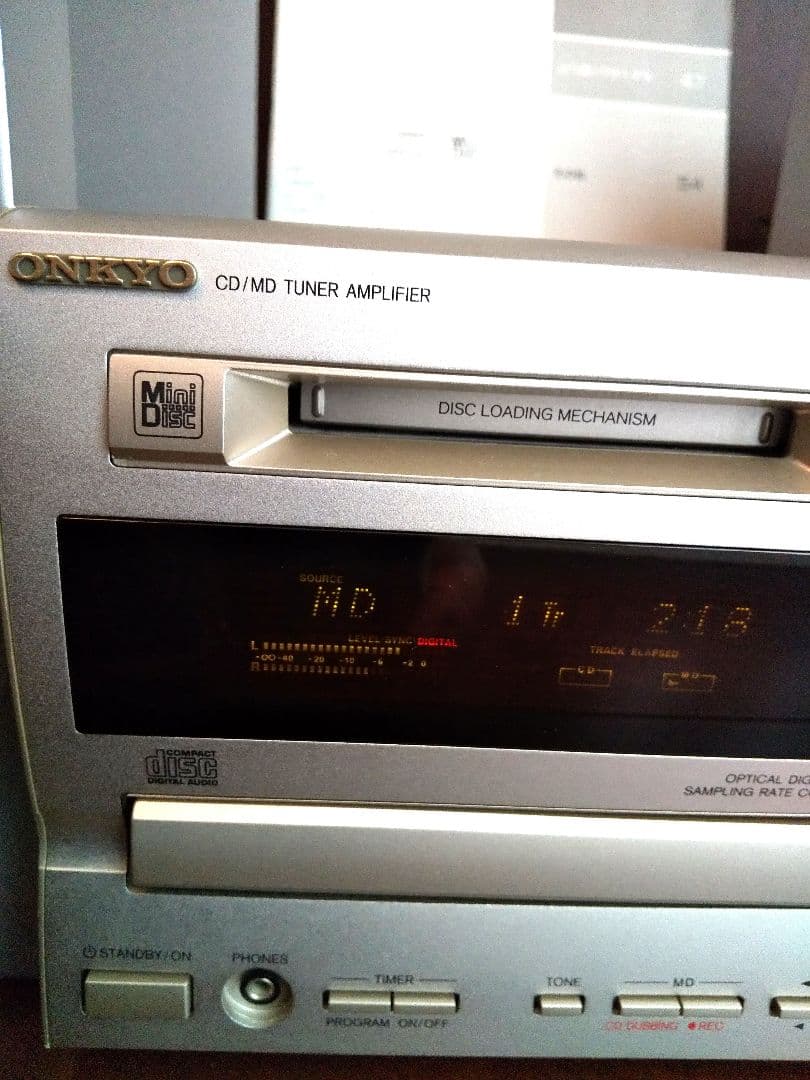 ONKYO CD/MD TUNER AMPLIFIER
Mini Disc
DISC LOADING MECHANISM
SOURCE
MD 1Tr 2:18
LEVEL SYNC DIGITAL
L
-∞ -40 -20 -10 -6 -2 0
R
TRACK ELAPSED
CD MD
COMPACT
disc
DIGITAL AUDIO
OPTICAL DIG
SAMPLING RATE CO
STANDBY/ON PHONES TIMER TONE MD
PROGRAM ON/OFF CD DUBBING ●REC